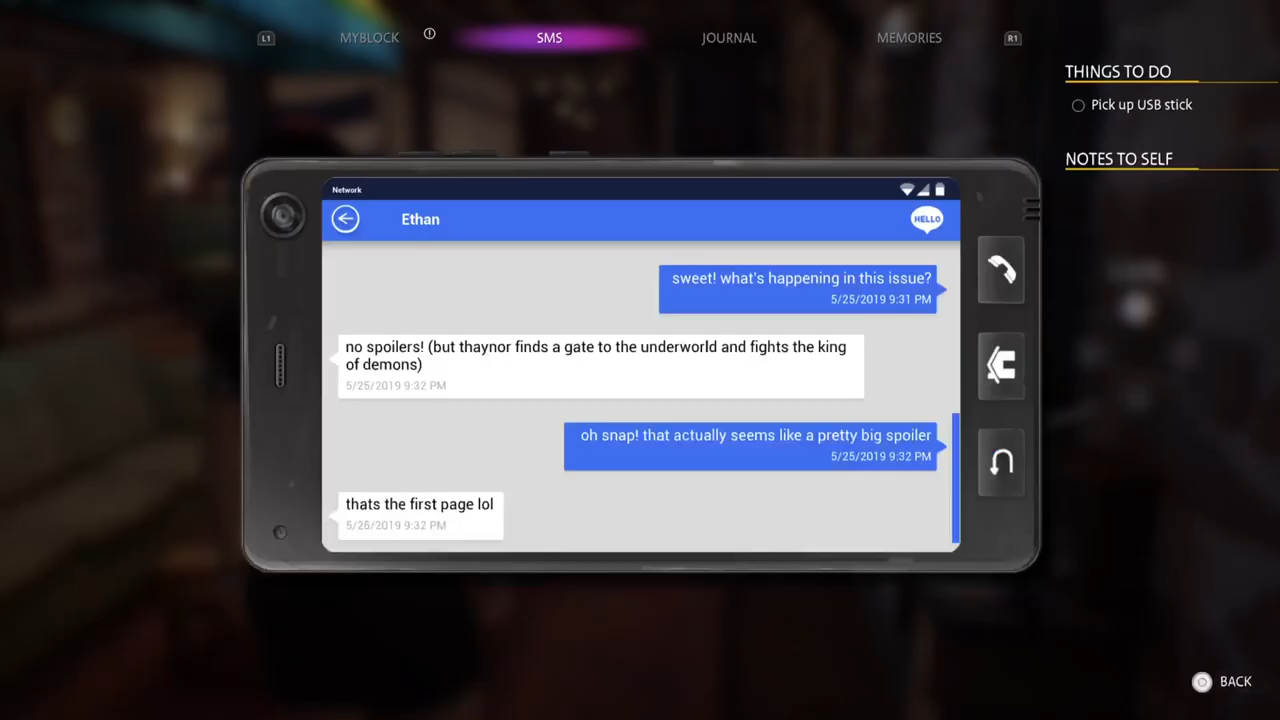 L1
MYBLOCK
SMS
JOURNAL
MEMORIES
R1
THINGS TO DO
Pick up USB stick
NOTES TO SELF
Network
Ethan
HELLO
sweet! what's happening in this issue?
5/25/2019 9:31 PM
no spoilers! (but thaynor finds a gate to the underworld and fights the king
of demons)
5/25/2019 9:32 PM
oh snap! that actually seems like a pretty big spoiler
5/25/2019 9:32 PM
thats the first page lol
5/25/2019 9:32 PM
BACK